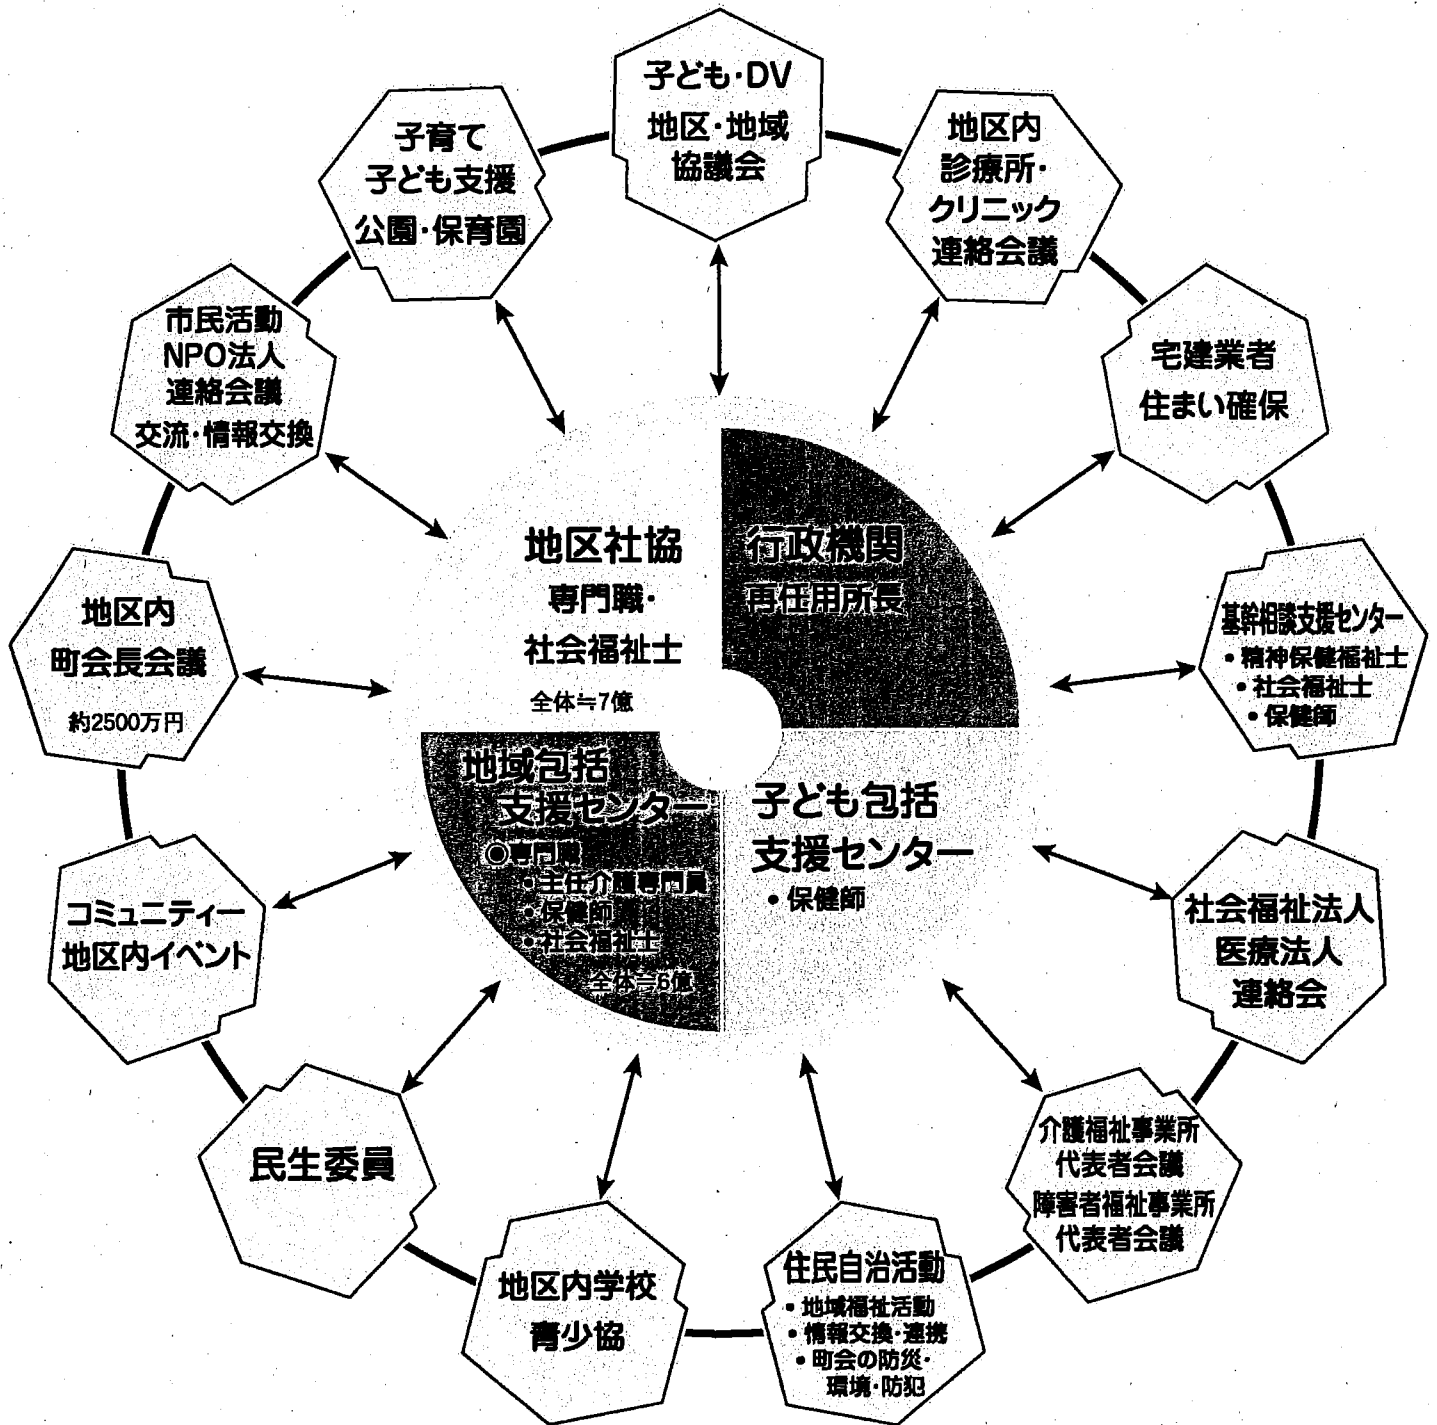 子ども・DV
地区・地域
協議会
地区内
診療所・
クリニック
連絡会議
宅建業者
住まい確保
基幹相談支援センター
・精神保健福祉士
・社会福祉士
・保健師
社会福祉法人
医療法人
連絡会
介護福祉事業所
代表者会議
障害者福祉事業所
代表者会議
住民自治活動
・地域福祉活動
・情報交換・連携
・町会の防災・
環境・防犯
地区内学校
青少協
民生委員
コミュニティー
地区内イベント
地区内
町会長会議
約2500万円
市民活動
NPO法人
連絡会議
交流・情報交換
子育て
子ども支援
公園・保育園
地区社協
専門職・
社会福祉士
全体≒7億
行政機関
再任用所長
地域包括
支援センター
◎専門職
・主任介護専門員
・保健師
・社会福祉士
全体≒6億
子ども包括
支援センター
・保健師